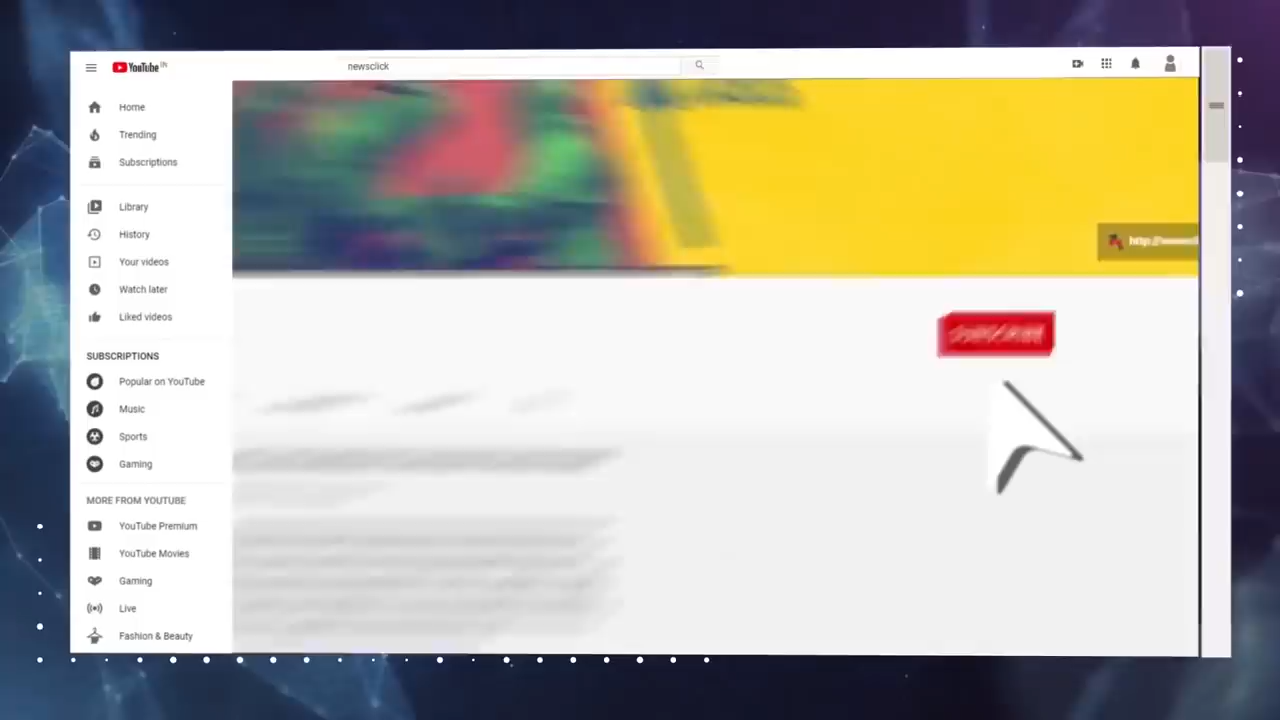 YouTube IN
newsclick
Home
Trending
Subscriptions
Library
History
Your videos
Watch later
Liked videos
SUBSCRIPTIONS
Popular on YouTube
Music
Sports
Gaming
MORE FROM YOUTUBE
YouTube Premium
YouTube Movies
Gaming
Live
Fashion & Beauty